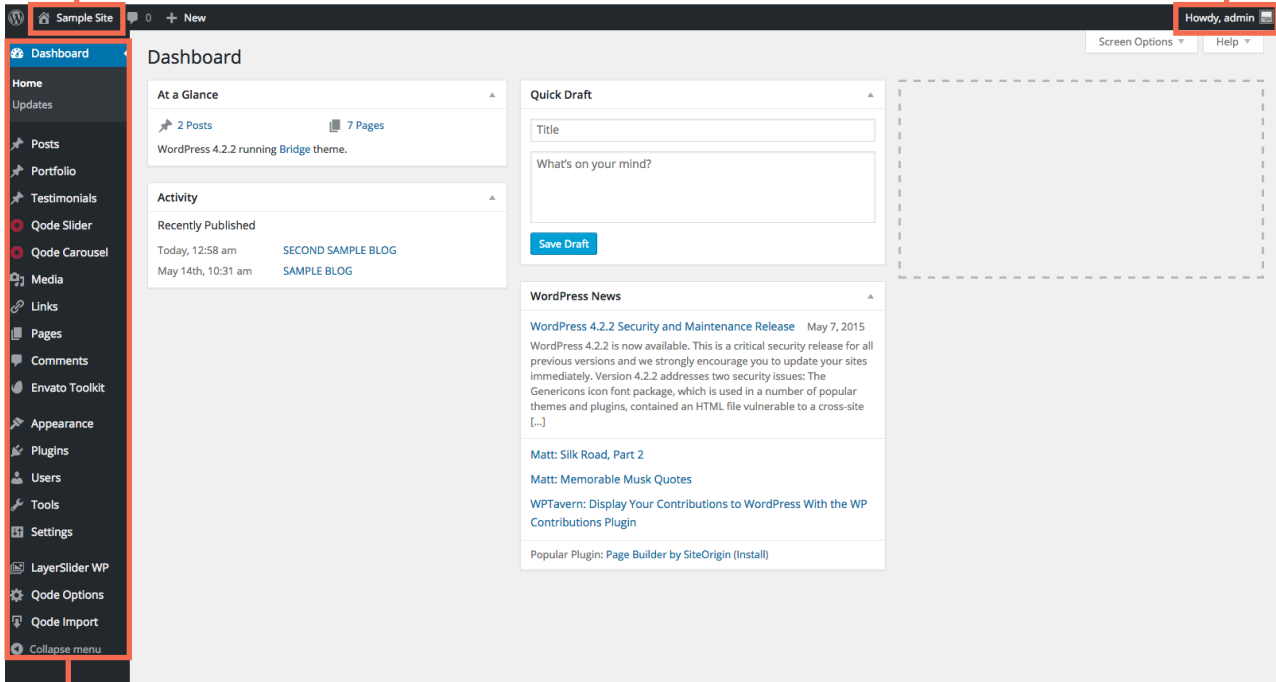 Sample Site 0 New Howdy, admin
Screen Options Help
Dashboard
Home
Updates
Posts
Portfolio
Testimonials
Qode Slider
Qode Carousel
Media
Links
Pages
Comments
Envato Toolkit
Appearance
Plugins
Users
Tools
Settings
LayerSlider WP
Qode Options
Qode Import
Collapse menu
Dashboard
At a Glance
2 Posts 7 Pages
WordPress 4.2.2 running Bridge theme.
Activity
Recently Published
Today, 12:58 am SECOND SAMPLE BLOG
May 14th, 10:31 am SAMPLE BLOG
Quick Draft
Title
What's on your mind?
Save Draft
WordPress News
WordPress 4.2.2 Security and Maintenance Release May 7, 2015
WordPress 4.2.2 is now available. This is a critical security release for all
previous versions and we strongly encourage you to update your sites
immediately. Version 4.2.2 addresses two security issues: The
Genericons icon font package, which is used in a number of popular
themes and plugins, contained an HTML file vulnerable to a cross-site
[...]
Matt: Silk Road, Part 2
Matt: Memorable Musk Quotes
WPTavern: Display Your Contributions to WordPress With the WP
Contributions Plugin
Popular Plugin: Page Builder by SiteOrigin (Install)